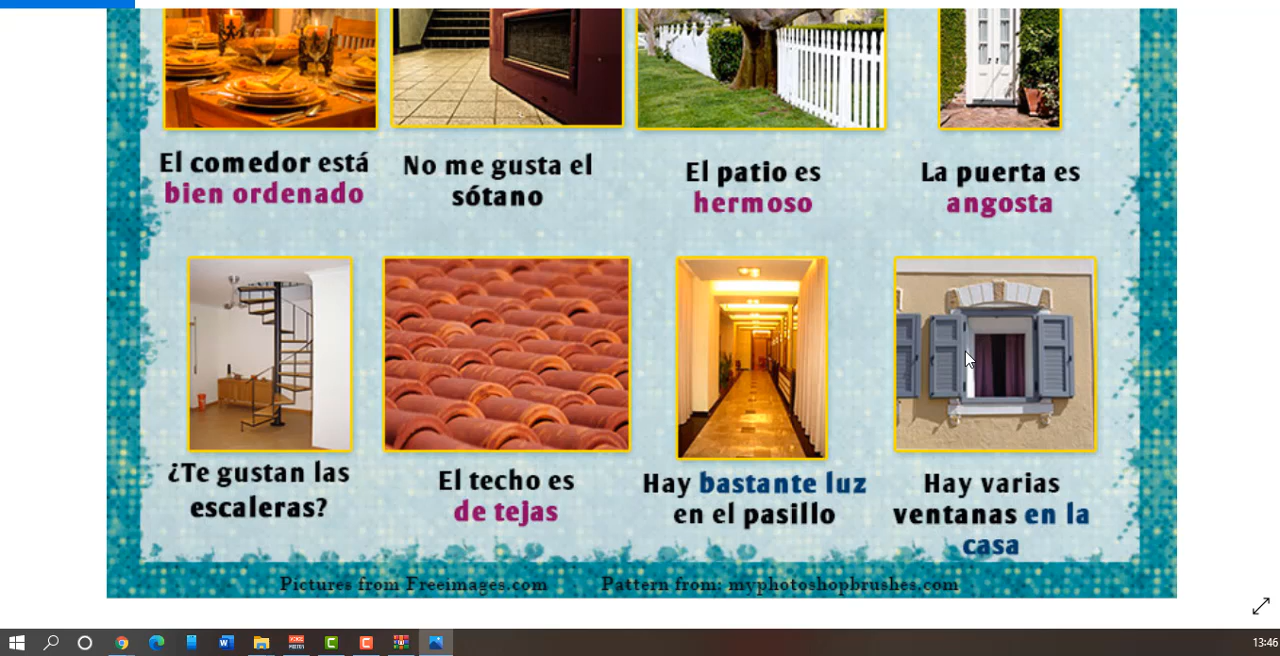 El comedor está
bien ordenado
No me gusta el
sótano
El patio es
hermoso
La puerta es
angosta
¿Te gustan las
escaleras?
El techo es
de tejas
Hay bastante luz
en el pasillo
Hay varias
ventanas en la
casa
Pictures from Freeimages.com
Pattern from: myphotoshopbrushes.com
13:46